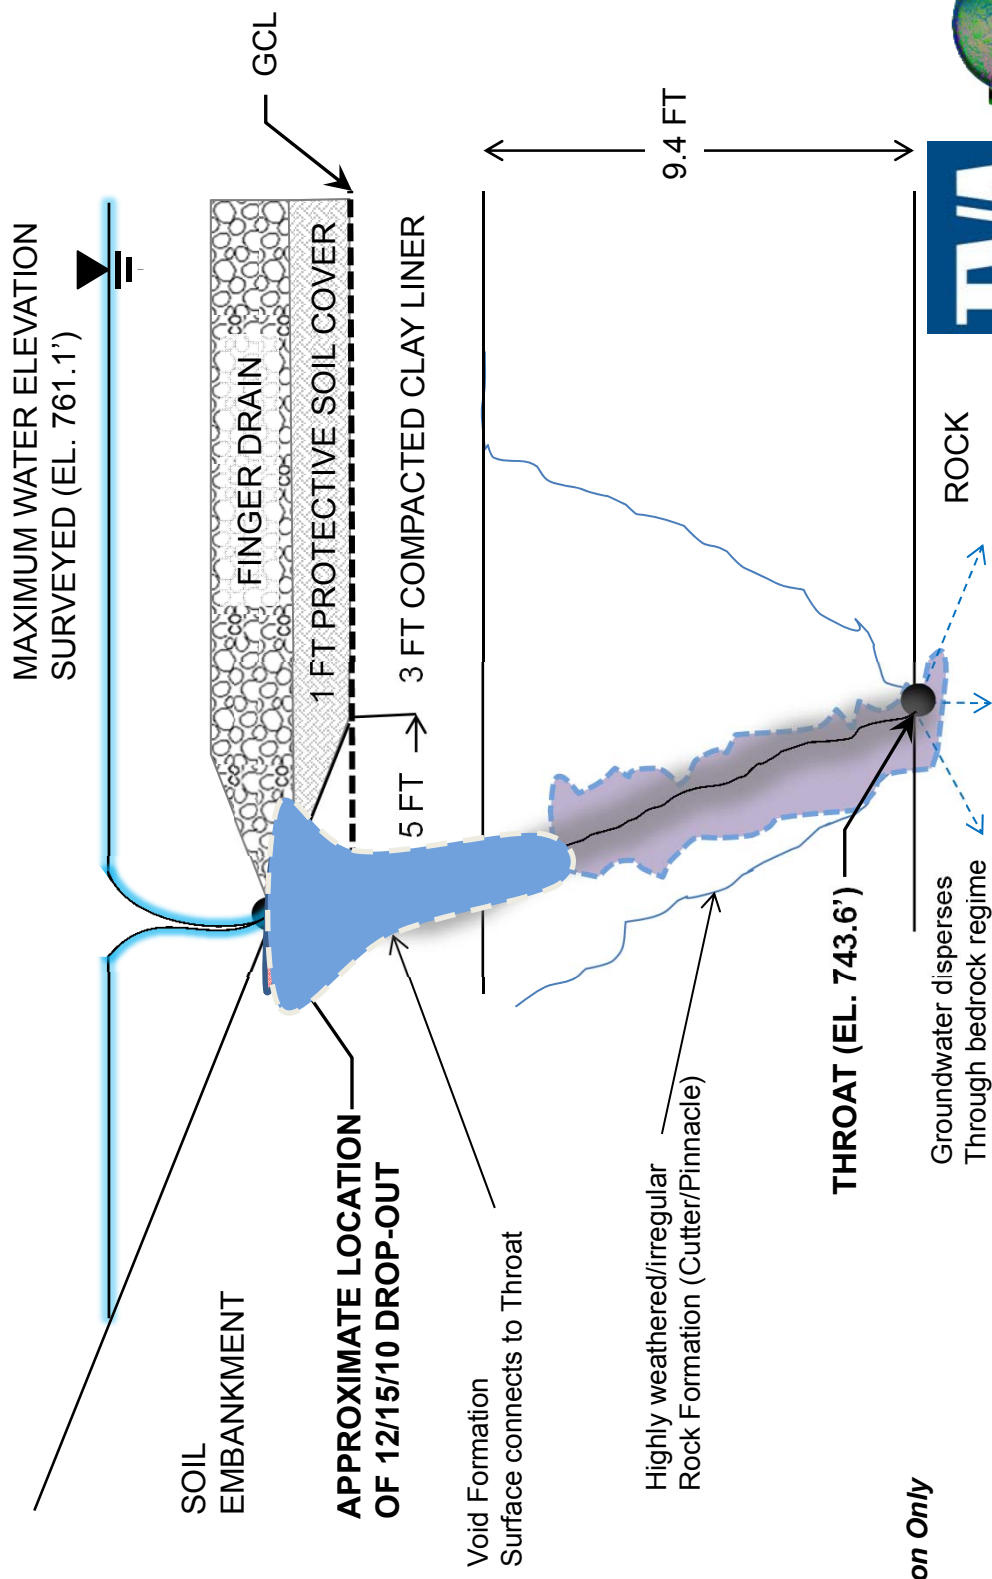 MAXIMUM WATER ELEVATION
SURVEYED (EL. 761.1')
GCL
FINGER DRAIN
1 FT PROTECTIVE SOIL COVER
5 FT
3 FT COMPACTED CLAY LINER
9.4 FT
SOIL
EMBANKMENT
APPROXIMATE LOCATION
OF 12/15/10 DROP-OUT
Void Formation
Surface connects to Throat
Highly weathered/irregular
Rock Formation (Cutter/Pinnacle)
THROAT (EL. 743.6')
ROCK
Groundwater disperses
Through bedrock regime
TVA
Only